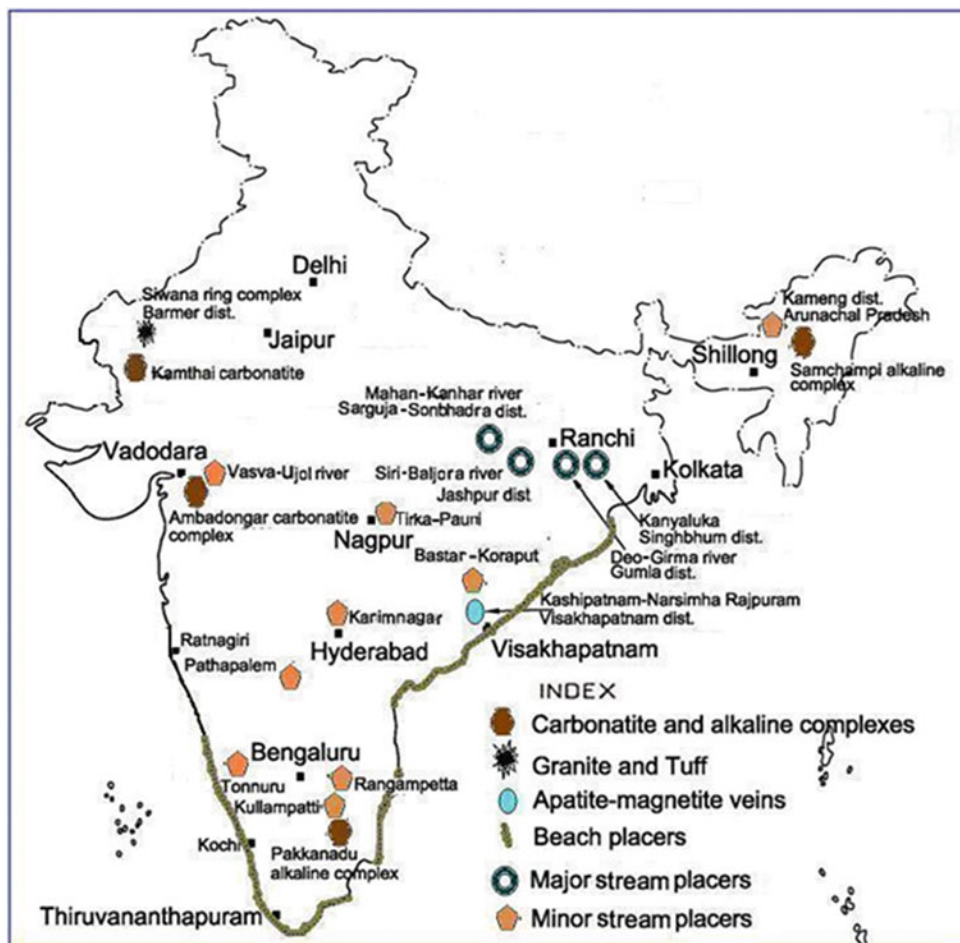 Delhi
Siwana ring complex
Barmer dist.
Jaipur
Kamthai carbonatite
Kameng dist.
Arunachal Pradesh
Shillong
Samchampi alkaline
complex
Mahan-Kanhar river
Sarguja-Sonbhadra dist.
Ranchi
Vadodara
Vasva-Ujol river
Siri-Baljora river
Jashpur dist
Kolkata
Ambadongar carbonatite
complex
Tirka-Pauni
Nagpur
Kanyaluka
Singhbhum dist.
Deo-Girma river
Gumla dist.
Bastar-Koraput
Kashipatnam-Narsimha Rajpuram
Visakhapatnam dist.
Karimnagar
Hyderabad
Visakhapatnam
Ratnagiri
Pathapalem
INDEX
Carbonatite and alkaline complexes
Granite and Tuff
Apatite-magnetite veins
Beach placers
Major stream placers
Minor stream placers
Bengaluru
Tonnuru
Rangampetta
Kullampatti
Kochi
Pakkanadu
alkaline complex
Thiruvananthapuram